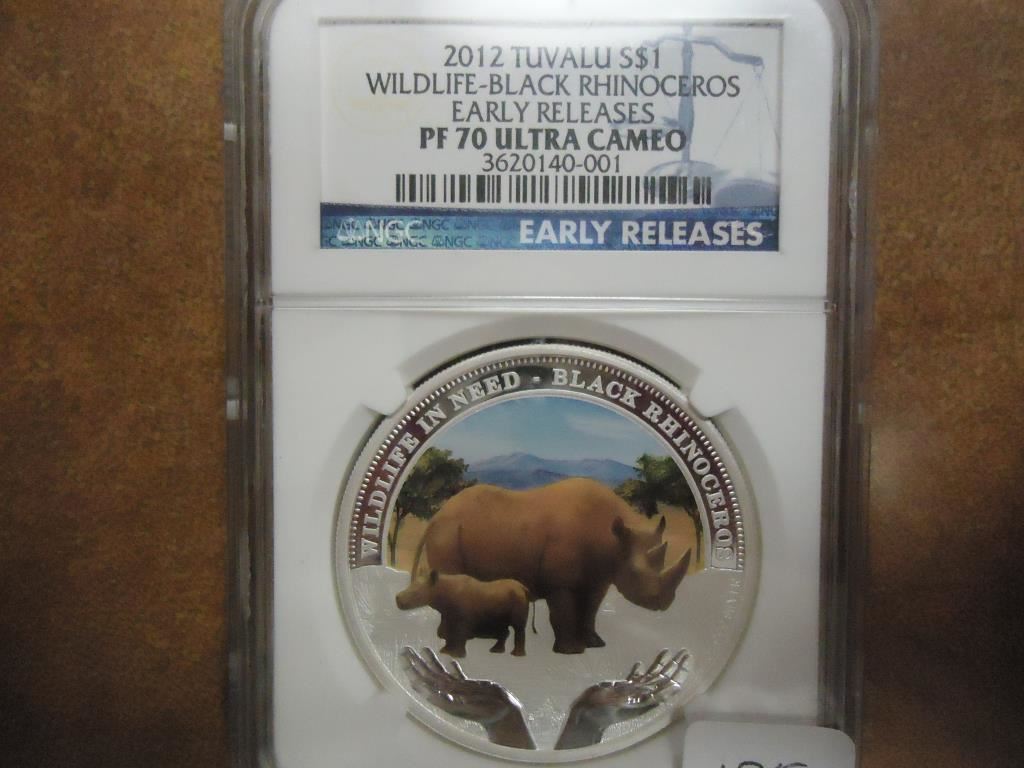 2012 TUVALU S$1
WILDLIFE-BLACK RHINOCEROS
EARLY RELEASES
PF 70 ULTRA CAMEO
3620140-001
NGC
EARLY RELEASES
WILDLIFE IN NEED - BLACK RHINOCEROS